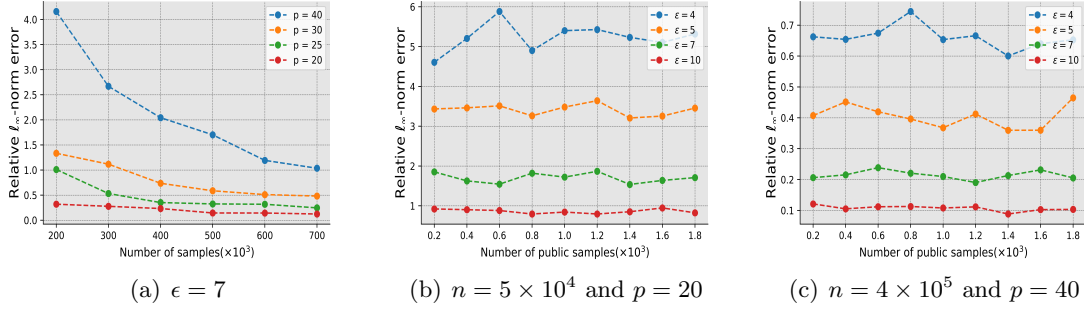 Relative ℓ∞-norm error
4.0
3.5
3.0
2.5
2.0
1.5
1.0
0.5
0.0
p = 40
p = 30
p = 25
p = 20
200 300 400 500 600 700
Number of samples(×10³)
(a) ϵ = 7
Relative ℓ∞-norm error
6
5
4
3
2
1
ε = 4
ε = 5
ε = 7
ε = 10
0.2 0.4 0.6 0.8 1.0 1.2 1.4 1.6 1.8
Number of public samples(×10³)
(b) n = 5 × 10⁴ and p = 20
Relative ℓ∞-norm error
0.7
0.6
0.5
0.4
0.3
0.2
0.1
ε = 4
ε = 5
ε = 7
ε = 10
0.2 0.4 0.6 0.8 1.0 1.2 1.4 1.6 1.8
Number of public samples(×10³)
(c) n = 4 × 10⁵ and p = 40